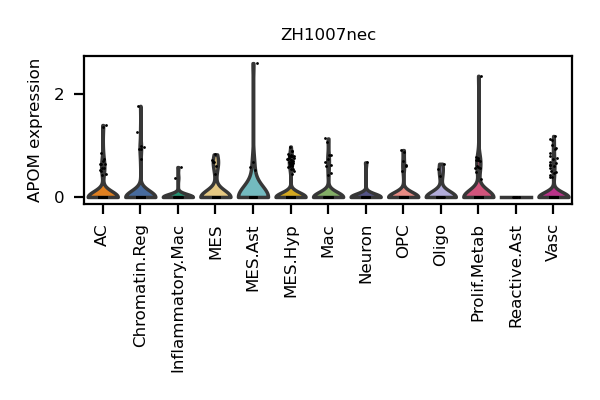 ZH1007nec
APOM expression
2
0
AC
Chromatin.Reg
Inflammatory.Mac
MES
MES.Ast
MES.Hyp
Mac
Neuron
OPC
Oligo
Prolif.Metab
Reactive.Ast
Vasc